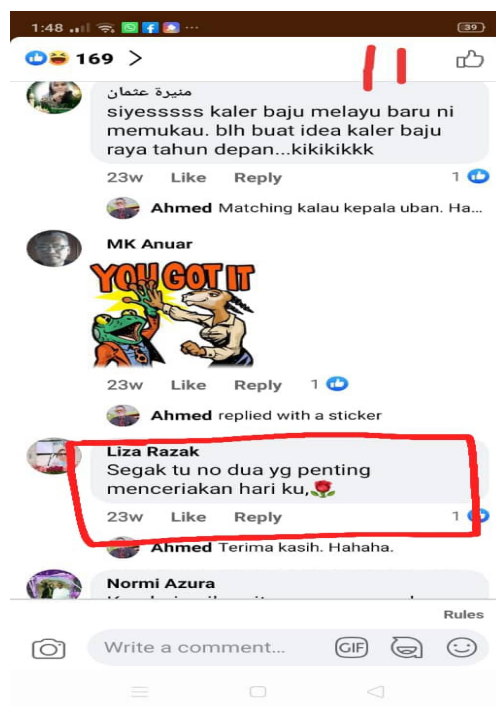 1:48
39
169 >
منيرة عثمان
siyesssss kaler baju melayu baru ni
memukau. blh buat idea kaler baju
raya tahun depan...kikikikkk
23w Like Reply 1
Ahmed Matching kalau kepala uban. Ha...
MK Anuar
YOU GOT IT
23w Like Reply 1
Ahmed replied with a sticker
Liza Razak
Segak tu no dua yg penting
menceriakan hari ku,🌹
23w Like Reply 1
Ahmed Terima kasih. Hahaha.
Normi Azura
Rules
Write a comment...
GIF